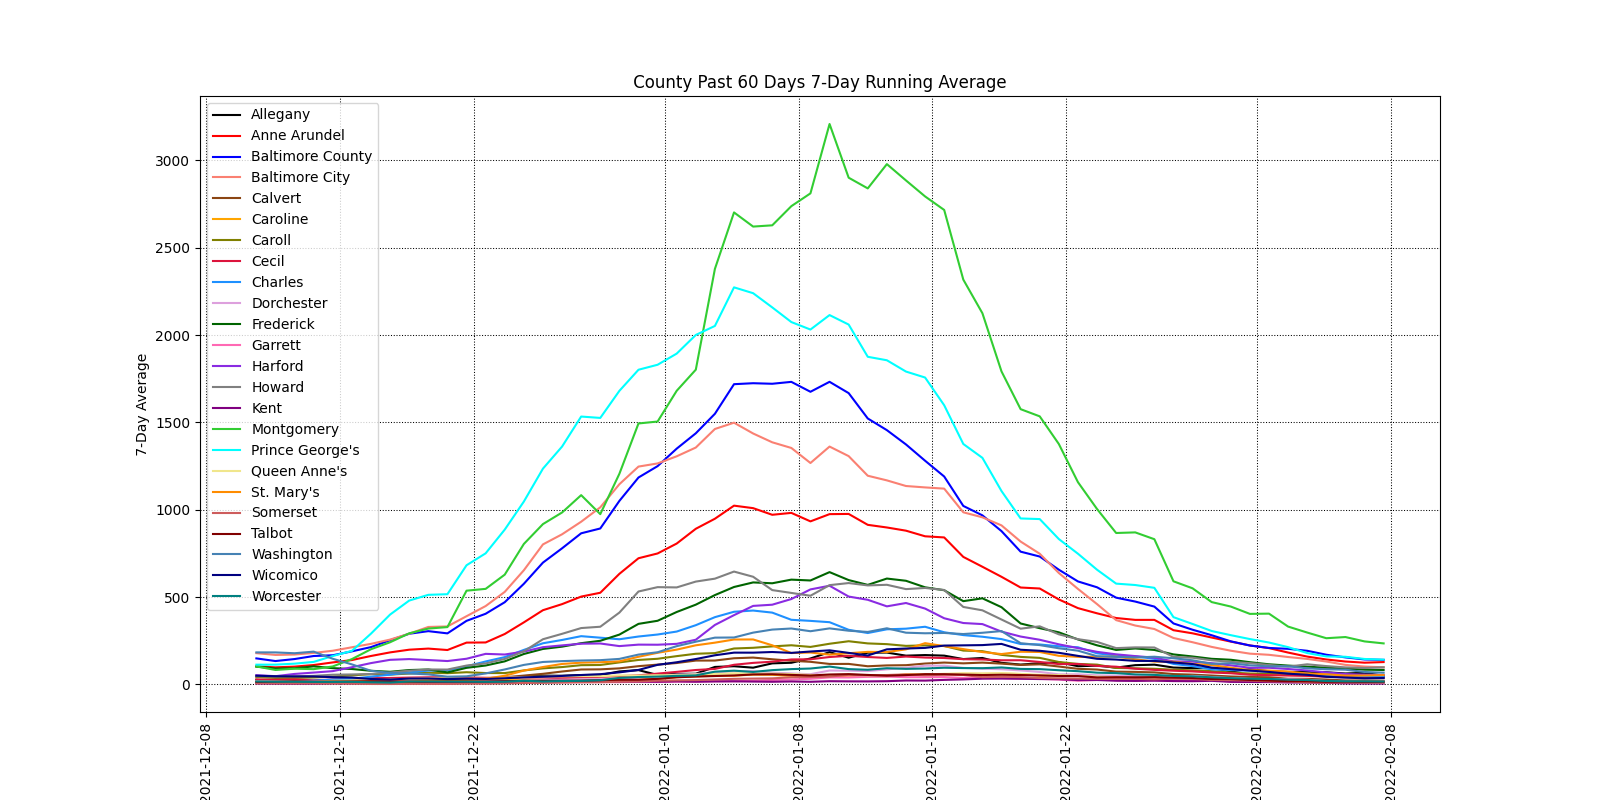 County Past 60 Days 7-Day Running Average
7-Day Average
3000
2500
2000
1500
1000
500
0
Allegany
Anne Arundel
Baltimore County
Baltimore City
Calvert
Caroline
Caroll
Cecil
Charles
Dorchester
Frederick
Garrett
Harford
Howard
Kent
Montgomery
Prince George's
Queen Anne's
St. Mary's
Somerset
Talbot
Washington
Wicomico
Worcester
2021-12-08
2021-12-15
2021-12-22
2022-01-01
2022-01-08
2022-01-15
2022-01-22
2022-02-01
2022-02-08